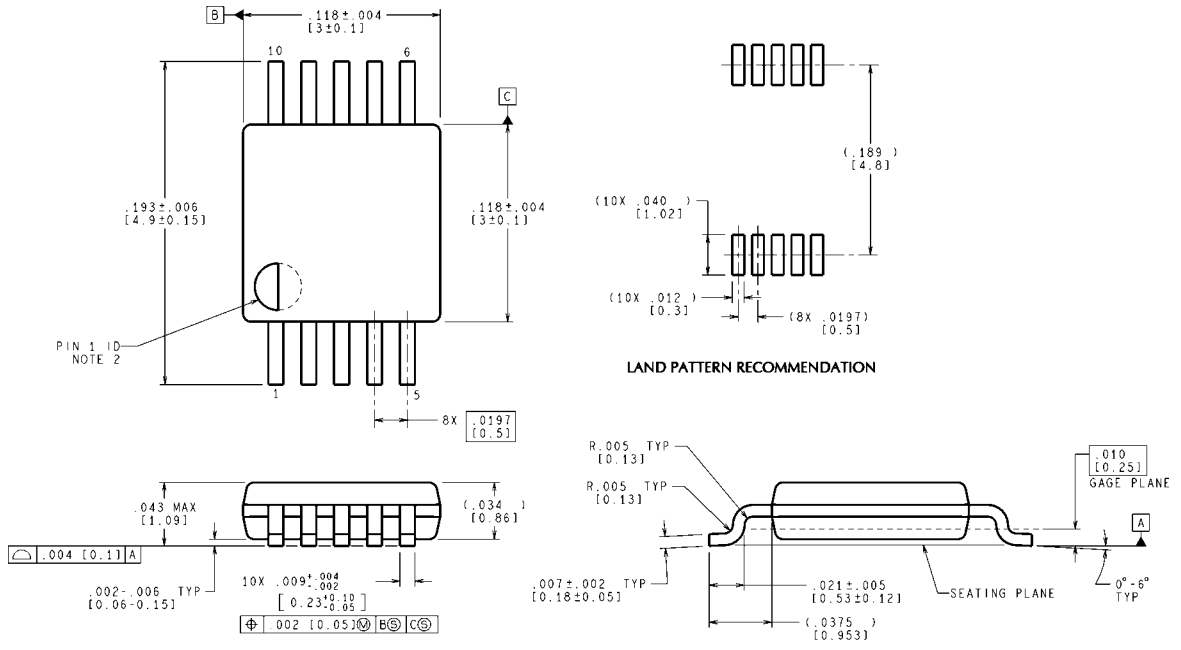 B
.118±.004
[3±0.1]
10
6
C
.193±.006
[4.9±0.15]
.118±.004
[3±0.1]
PIN 1 ID
NOTE 2
1
5
8X .0197
[0.5]
(.189 )
[4.8]
(10X .040 )
[1.02]
(10X .012 )
[0.3]
(8X .0197)
[0.5]
LAND PATTERN RECOMMENDATION
.043 MAX
[1.09]
(.034 )
[0.86]
⌓ .004 [0.1] A
.002-.006 TYP
[0.06-0.15]
10X .009+.004 -.002
[ 0.23+0.10 -0.05 ]
⌖ .002 [0.05]Ⓜ BⓈ CⓈ
R.005 TYP
[0.13]
R.005 TYP
[0.13]
.010
[0.25]
GAGE PLANE
A
.007±.002 TYP
[0.18±0.05]
.021±.005
[0.53±0.12]
(.0375 )
[0.953]
SEATING PLANE
0°-6°
TYP